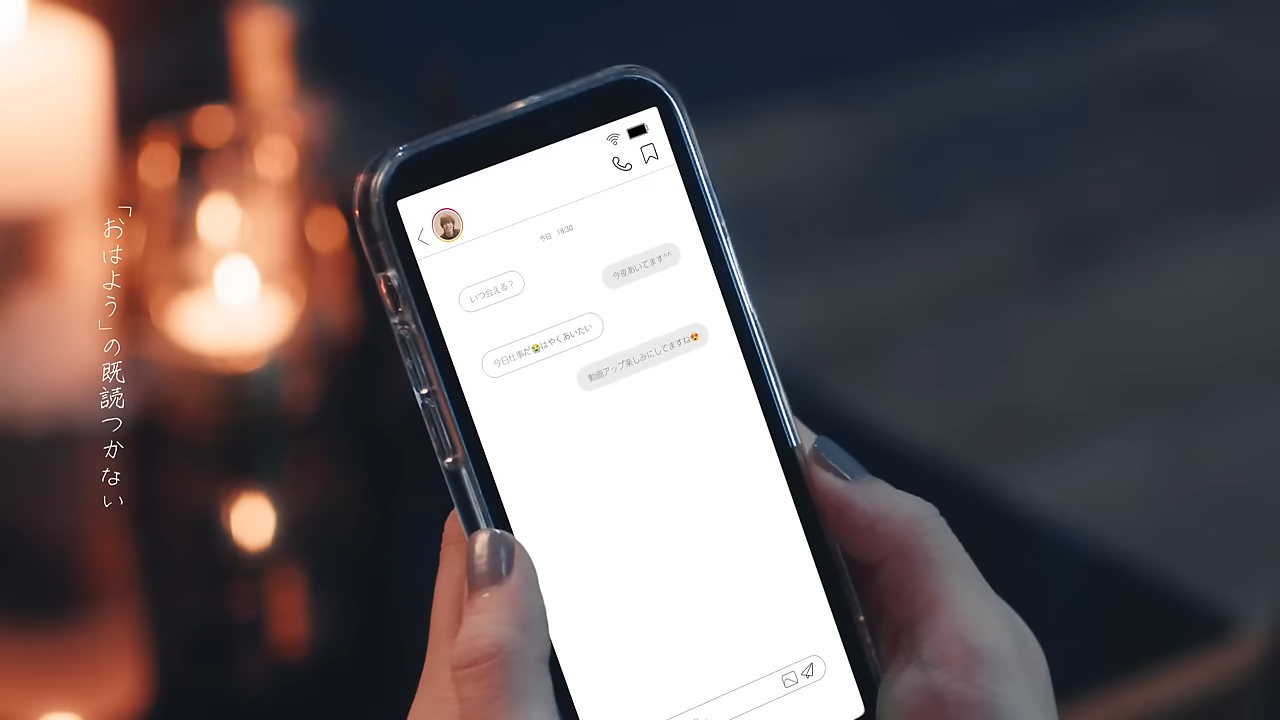 「おはよう」の既読つかない
今日 18:30
いつ会える?
今夜あいてます^^
今日仕事だ😭はやくあいたい
動画アップ楽しみにしてますね😍